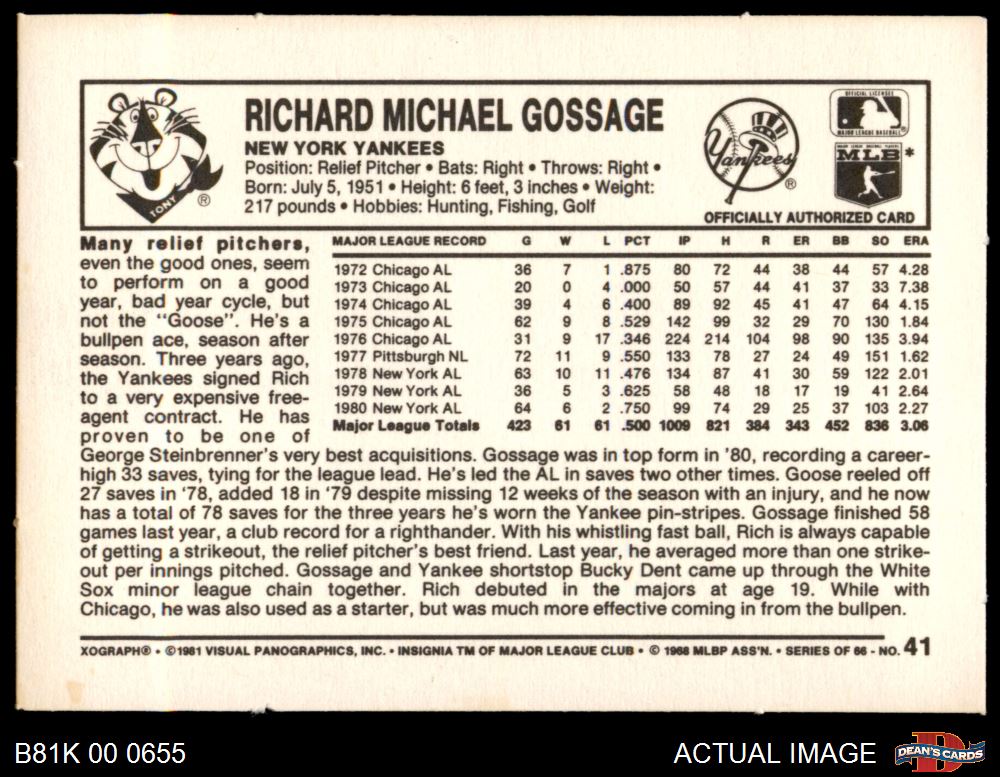 RICHARD MICHAEL GOSSAGE
NEW YORK YANKEES
Position: Relief Pitcher • Bats: Right • Throws: Right •
Born: July 5, 1951 • Height: 6 feet, 3 inches • Weight:
217 pounds • Hobbies: Hunting, Fishing, Golf
TONY
®
Yankees
®
OFFICIAL LICENSEE
MAJOR LEAGUE BASEBALL
MAJOR LEAGUE BASEBALL PLAYERS
MLB*
OFFICIALLY AUTHORIZED CARD
Many relief pitchers,
even the good ones, seem
to perform on a good
year, bad year cycle, but
not the "Goose". He's a
bullpen ace, season after
season. Three years ago,
the Yankees signed Rich
to a very expensive free-
agent contract. He has
proven to be one of
MAJOR LEAGUE RECORD G W L PCT IP H R ER BB SO ERA
1972 Chicago AL 36 7 1 .875 80 72 44 38 44 57 4.28
1973 Chicago AL 20 0 4 .000 50 57 44 41 37 33 7.38
1974 Chicago AL 39 4 6 .400 89 92 45 41 47 64 4.15
1975 Chicago AL 62 9 8 .529 142 99 32 29 70 130 1.84
1976 Chicago AL 31 9 17 .346 224 214 104 98 90 135 3.94
1977 Pittsburgh NL 72 11 9 .550 133 78 27 24 49 151 1.62
1978 New York AL 63 10 11 .476 134 87 41 30 59 122 2.01
1979 New York AL 36 5 3 .625 58 48 18 17 19 41 2.64
1980 New York AL 64 6 2 .750 99 74 29 25 37 103 2.27
Major League Totals 423 61 61 .500 1009 821 384 343 452 836 3.06
George Steinbrenner's very best acquisitions. Gossage was in top form in '80, recording a career-
high 33 saves, tying for the league lead. He's led the AL in saves two other times. Goose reeled off
27 saves in '78, added 18 in '79 despite missing 12 weeks of the season with an injury, and he now
has a total of 78 saves for the three years he's worn the Yankee pin-stripes. Gossage finished 58
games last year, a club record for a righthander. With his whistling fast ball, Rich is always capable
of getting a strikeout, the relief pitcher's best friend. Last year, he averaged more than one strike-
out per innings pitched. Gossage and Yankee shortstop Bucky Dent came up through the White
Sox minor league chain together. Rich debuted in the majors at age 19. While with
Chicago, he was also used as a starter, but was much more effective coming in from the bullpen.
XOGRAPH® • ©1981 VISUAL PANOGRAPHICS, INC. • INSIGNIA TM OF MAJOR LEAGUE CLUB • © 1968 MLBP ASS'N. • SERIES OF 66 - NO. 41
B81K 00 0655
ACTUAL IMAGE
DEAN'S CARDS